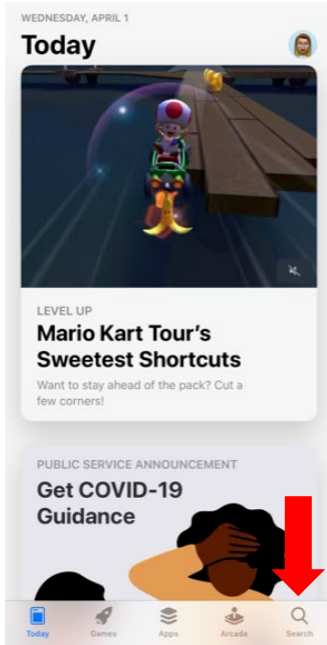 WEDNESDAY, APRIL 1
Today
LEVEL UP
Mario Kart Tour's
Sweetest Shortcuts
Want to stay ahead of the pack? Cut a
few corners!
PUBLIC SERVICE ANNOUNCEMENT
Get COVID-19
Guidance
Today Games Apps Arcade Search